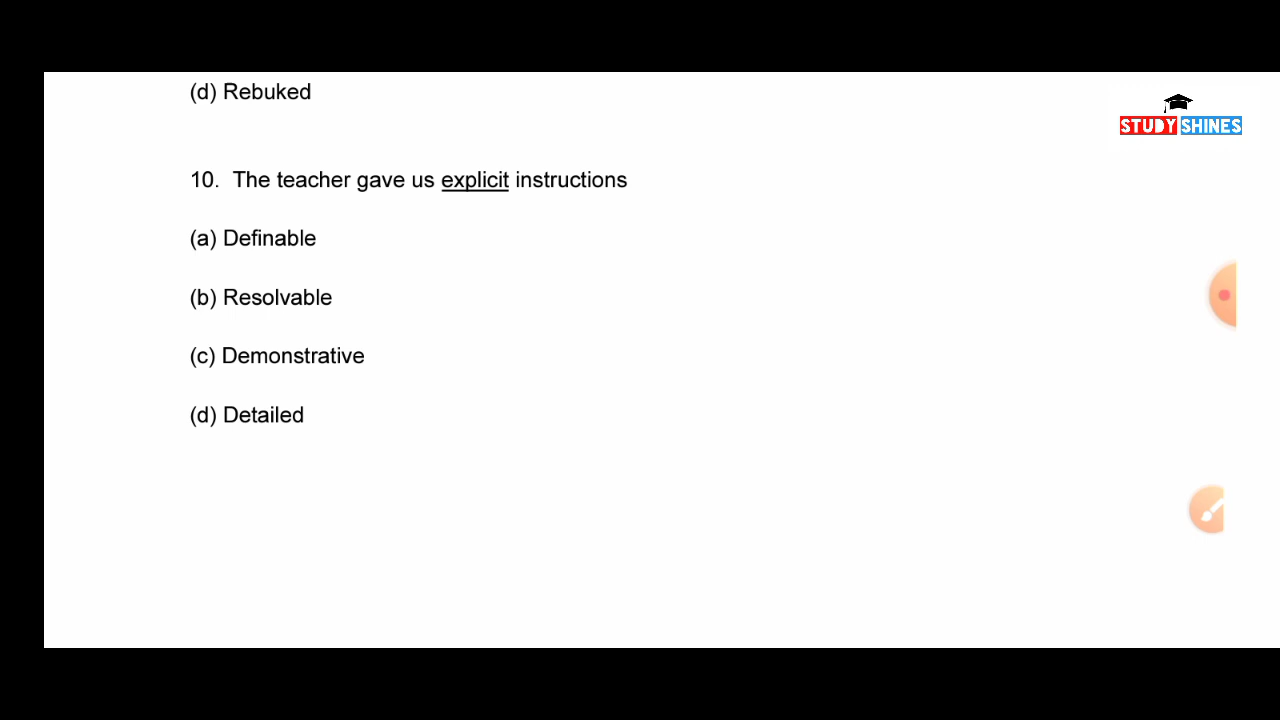 (d) Rebuked
STUDY SHINES
10. The teacher gave us explicit instructions
(a) Definable
(b) Resolvable
(c) Demonstrative
(d) Detailed